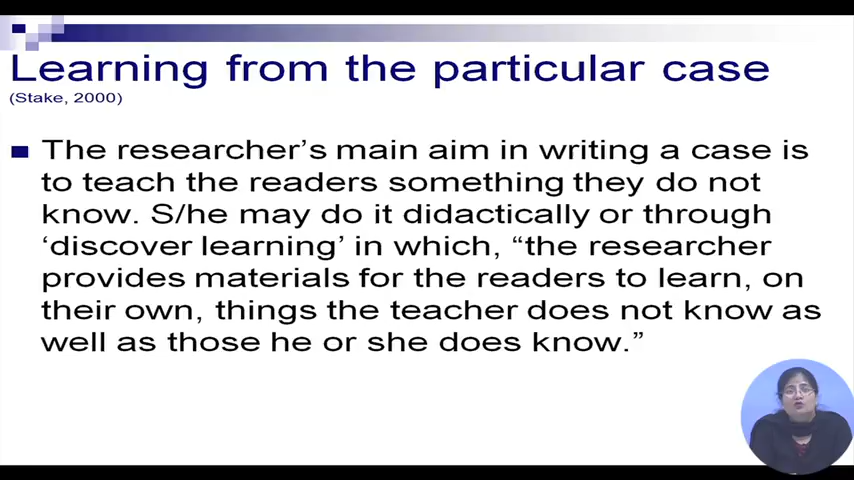 Learning from the particular case
(Stake, 2000)
The researcher's main aim in writing a case is
to teach the readers something they do not
know. S/he may do it didactically or through
‘discover learning’ in which, “the researcher
provides materials for the readers to learn, on
their own, things the teacher does not know as
well as those he or she does know.”